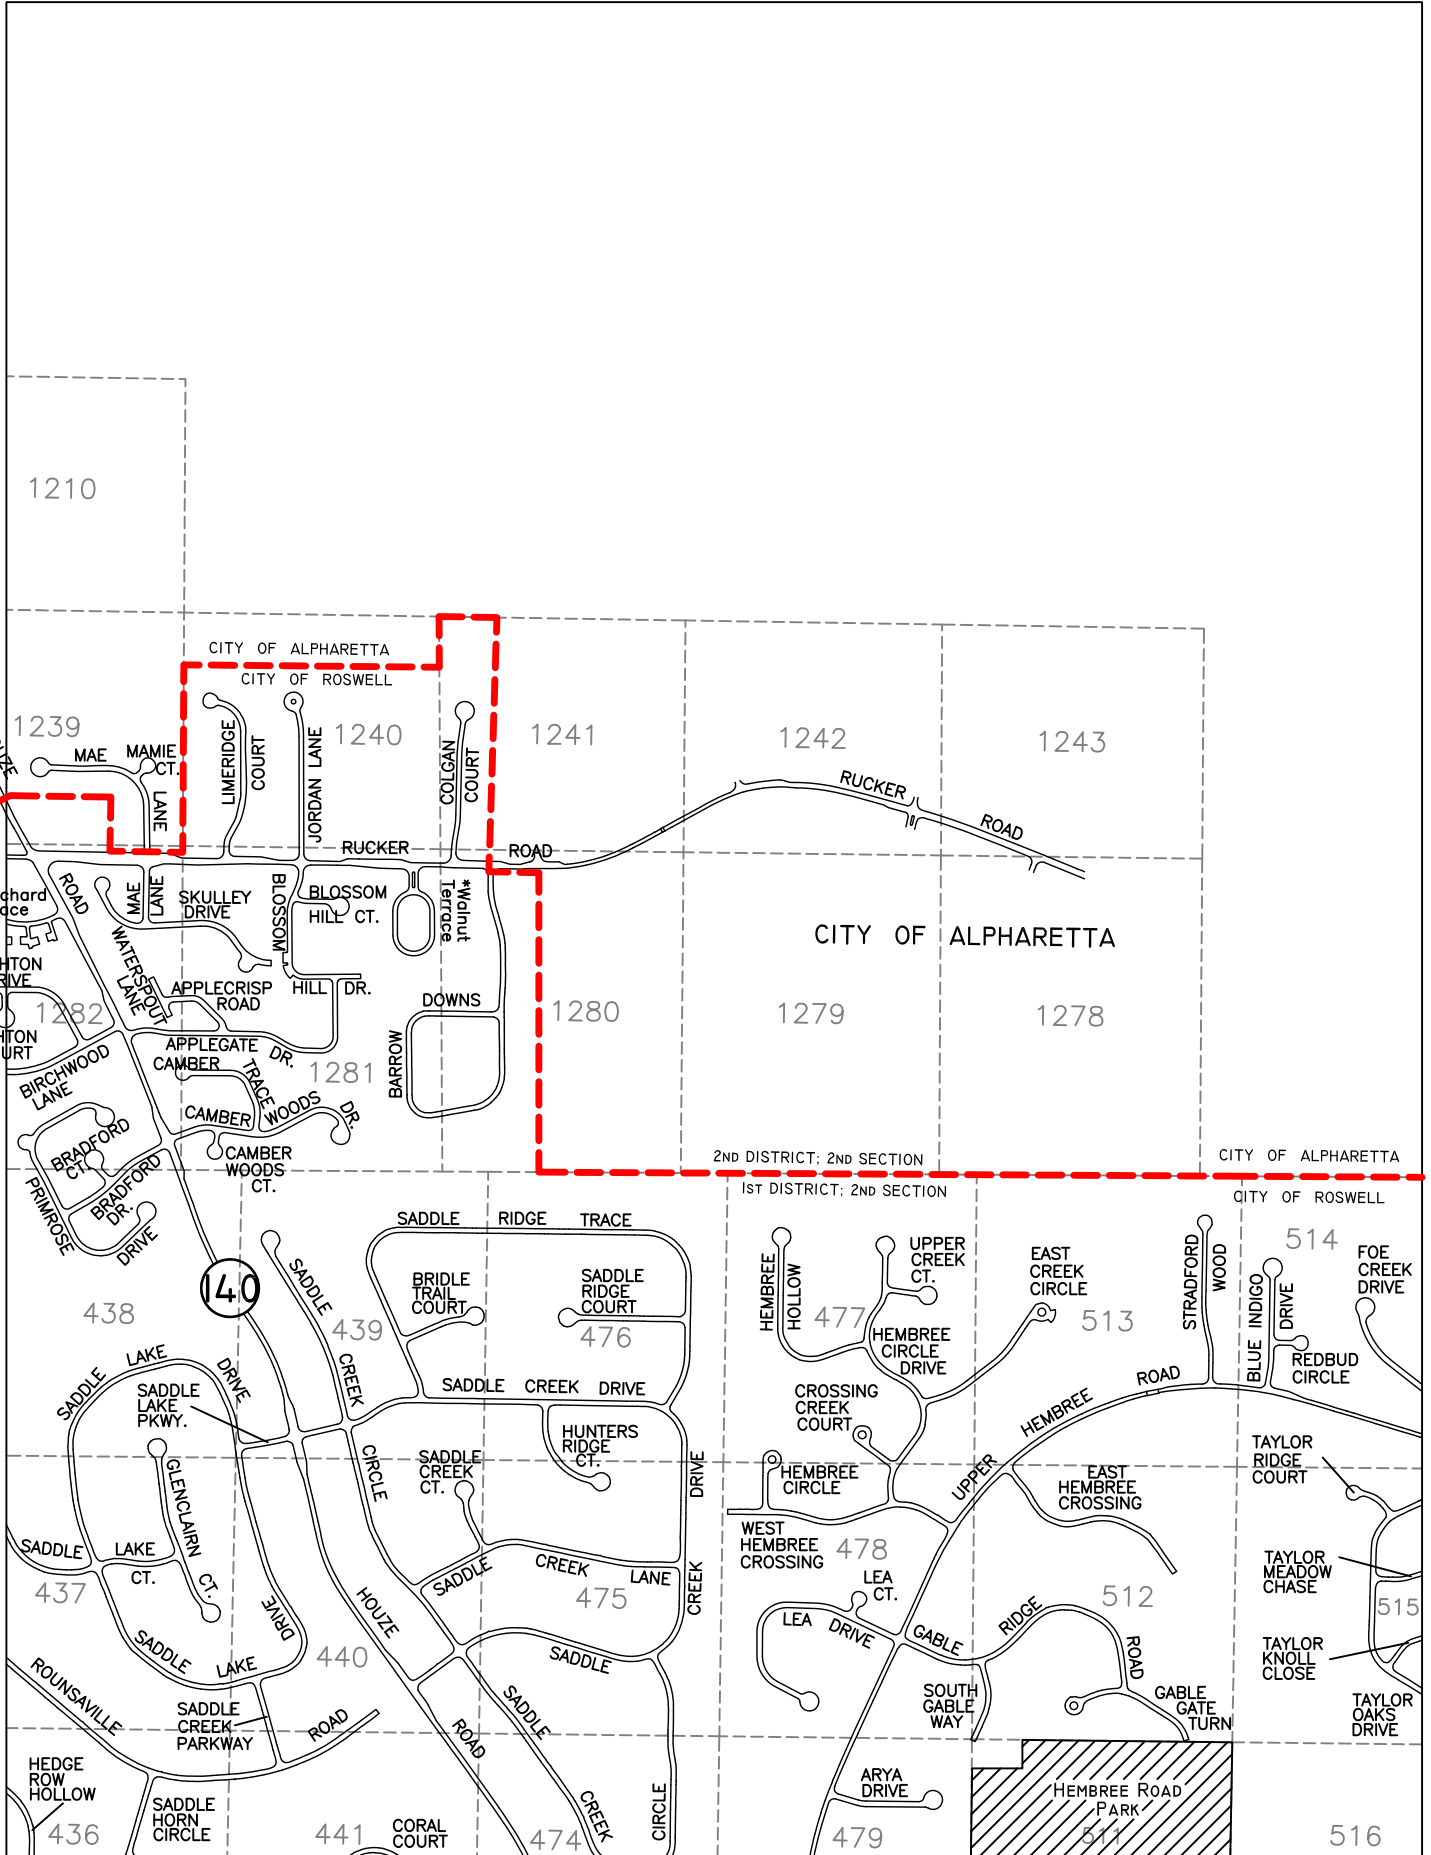 1210
CITY OF ALPHARETTA
CITY OF ROSWELL
1239
1240
1241
1242
1243
MAE
MAMIE
CT.
LANE
LIMERIDGE
COURT
JORDAN LANE
COLGAN
COURT
RUCKER
ROAD
RUCKER
ROAD
ROAD
MAE
LANE
SKULLEY
DRIVE
BLOSSOM
BLOSSOM
HILL CT.
*Walnut
Terrace
chard
ace
WATERSPOUT
LANE
HTON
RIVE
APPLECRISP
ROAD
HILL DR.
DOWNS
CITY OF ALPHARETTA
1282
1280
1279
1278
HTON
URT
APPLEGATE DR.
BIRCHWOOD
LANE
CAMBER
TRACE
1281
BARROW
CAMBER WOODS DR.
BRADFORD
CT.
CAMBER
WOODS
CT.
BRADFORD
DR.
PRIMROSE
DRIVE
2ND DISTRICT; 2ND SECTION
1ST DISTRICT; 2ND SECTION
CITY OF ALPHARETTA
CITY OF ROSWELL
140
SADDLE
CREEK
CIRCLE
SADDLE RIDGE TRACE
BRIDLE
TRAIL
COURT
SADDLE
RIDGE
COURT
HEMBREE
HOLLOW
UPPER
CREEK
CT.
EAST
CREEK
CIRCLE
STRADFORD
WOOD
BLUE INDIGO
DRIVE
514
FOE
CREEK
DRIVE
438
439
476
477
513
HEMBREE
CIRCLE
DRIVE
REDBUD
CIRCLE
SADDLE LAKE DRIVE
SADDLE
LAKE
PKWY.
SADDLE CREEK DRIVE
CROSSING
CREEK
COURT
UPPER HEMBREE ROAD
HUNTERS
RIDGE
CT.
SADDLE
CREEK
CT.
DRIVE
HEMBREE
CIRCLE
EAST
HEMBREE
CROSSING
TAYLOR
RIDGE
COURT
GLENCLAIRN CT.
SADDLE LAKE
CT.
WEST
HEMBREE
CROSSING
478
SADDLE CREEK LANE
CREEK
LEA
CT.
TAYLOR
MEADOW
CHASE
437
DRIVE
HOUZE
475
512
515
LEA DRIVE
GABLE RIDGE ROAD
SADDLE LAKE
440
SADDLE
TAYLOR
KNOLL
CLOSE
ROUNSAVILLE ROAD
SADDLE
CREEK
PARKWAY
ROAD
SADDLE
CREEK
SOUTH
GABLE
WAY
GABLE
GATE
TURN
TAYLOR
OAKS
DRIVE
HEDGE
ROW
HOLLOW
SADDLE
HORN
CIRCLE
CORAL
COURT
CIRCLE
ARYA
DRIVE
HEMBREE ROAD
PARK
436
441
474
479
511
516